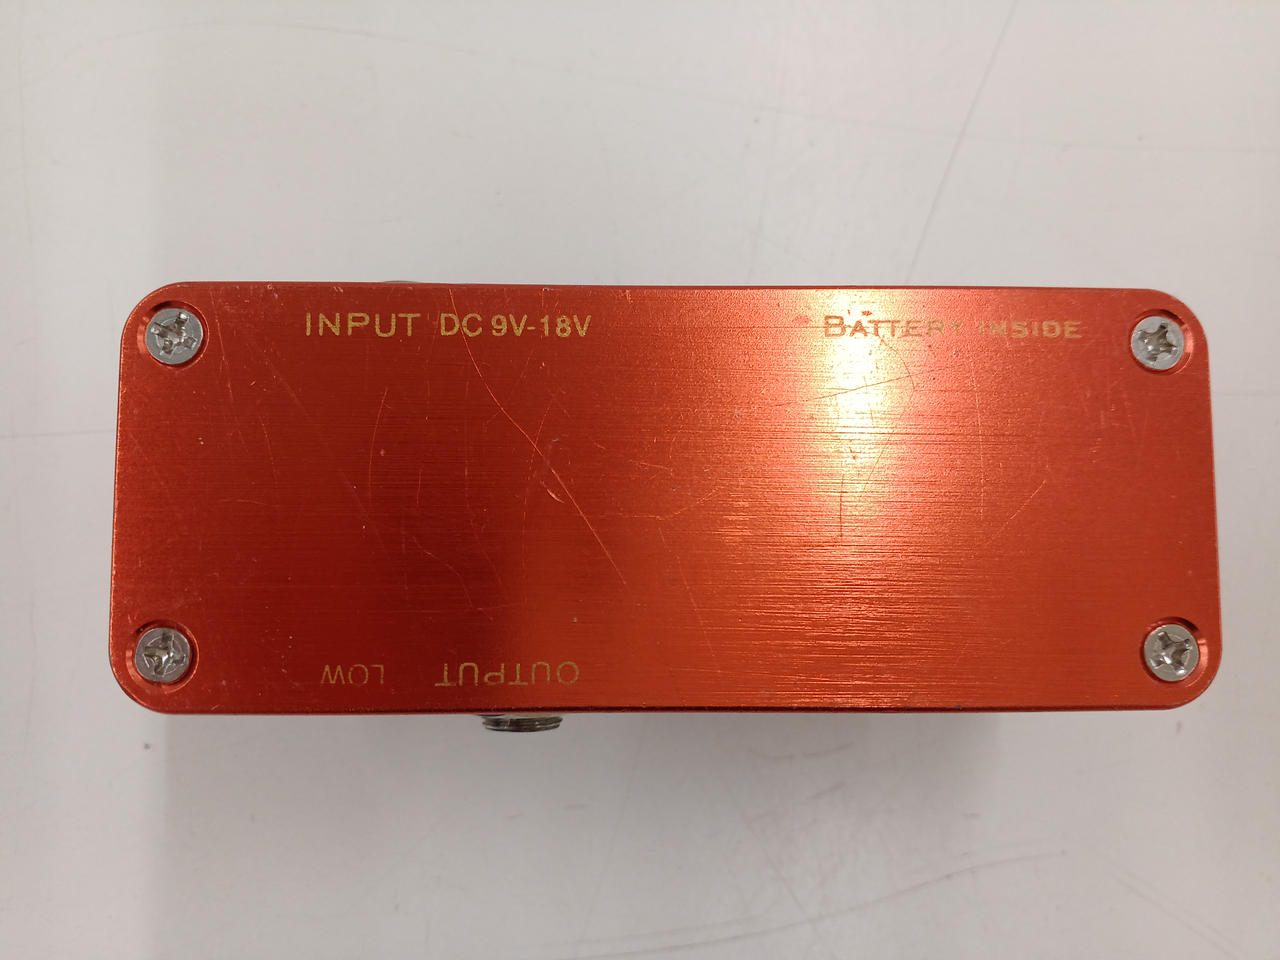 INPUT DC 9V-18V
BATTERY INSIDE
OUTPUT LOW